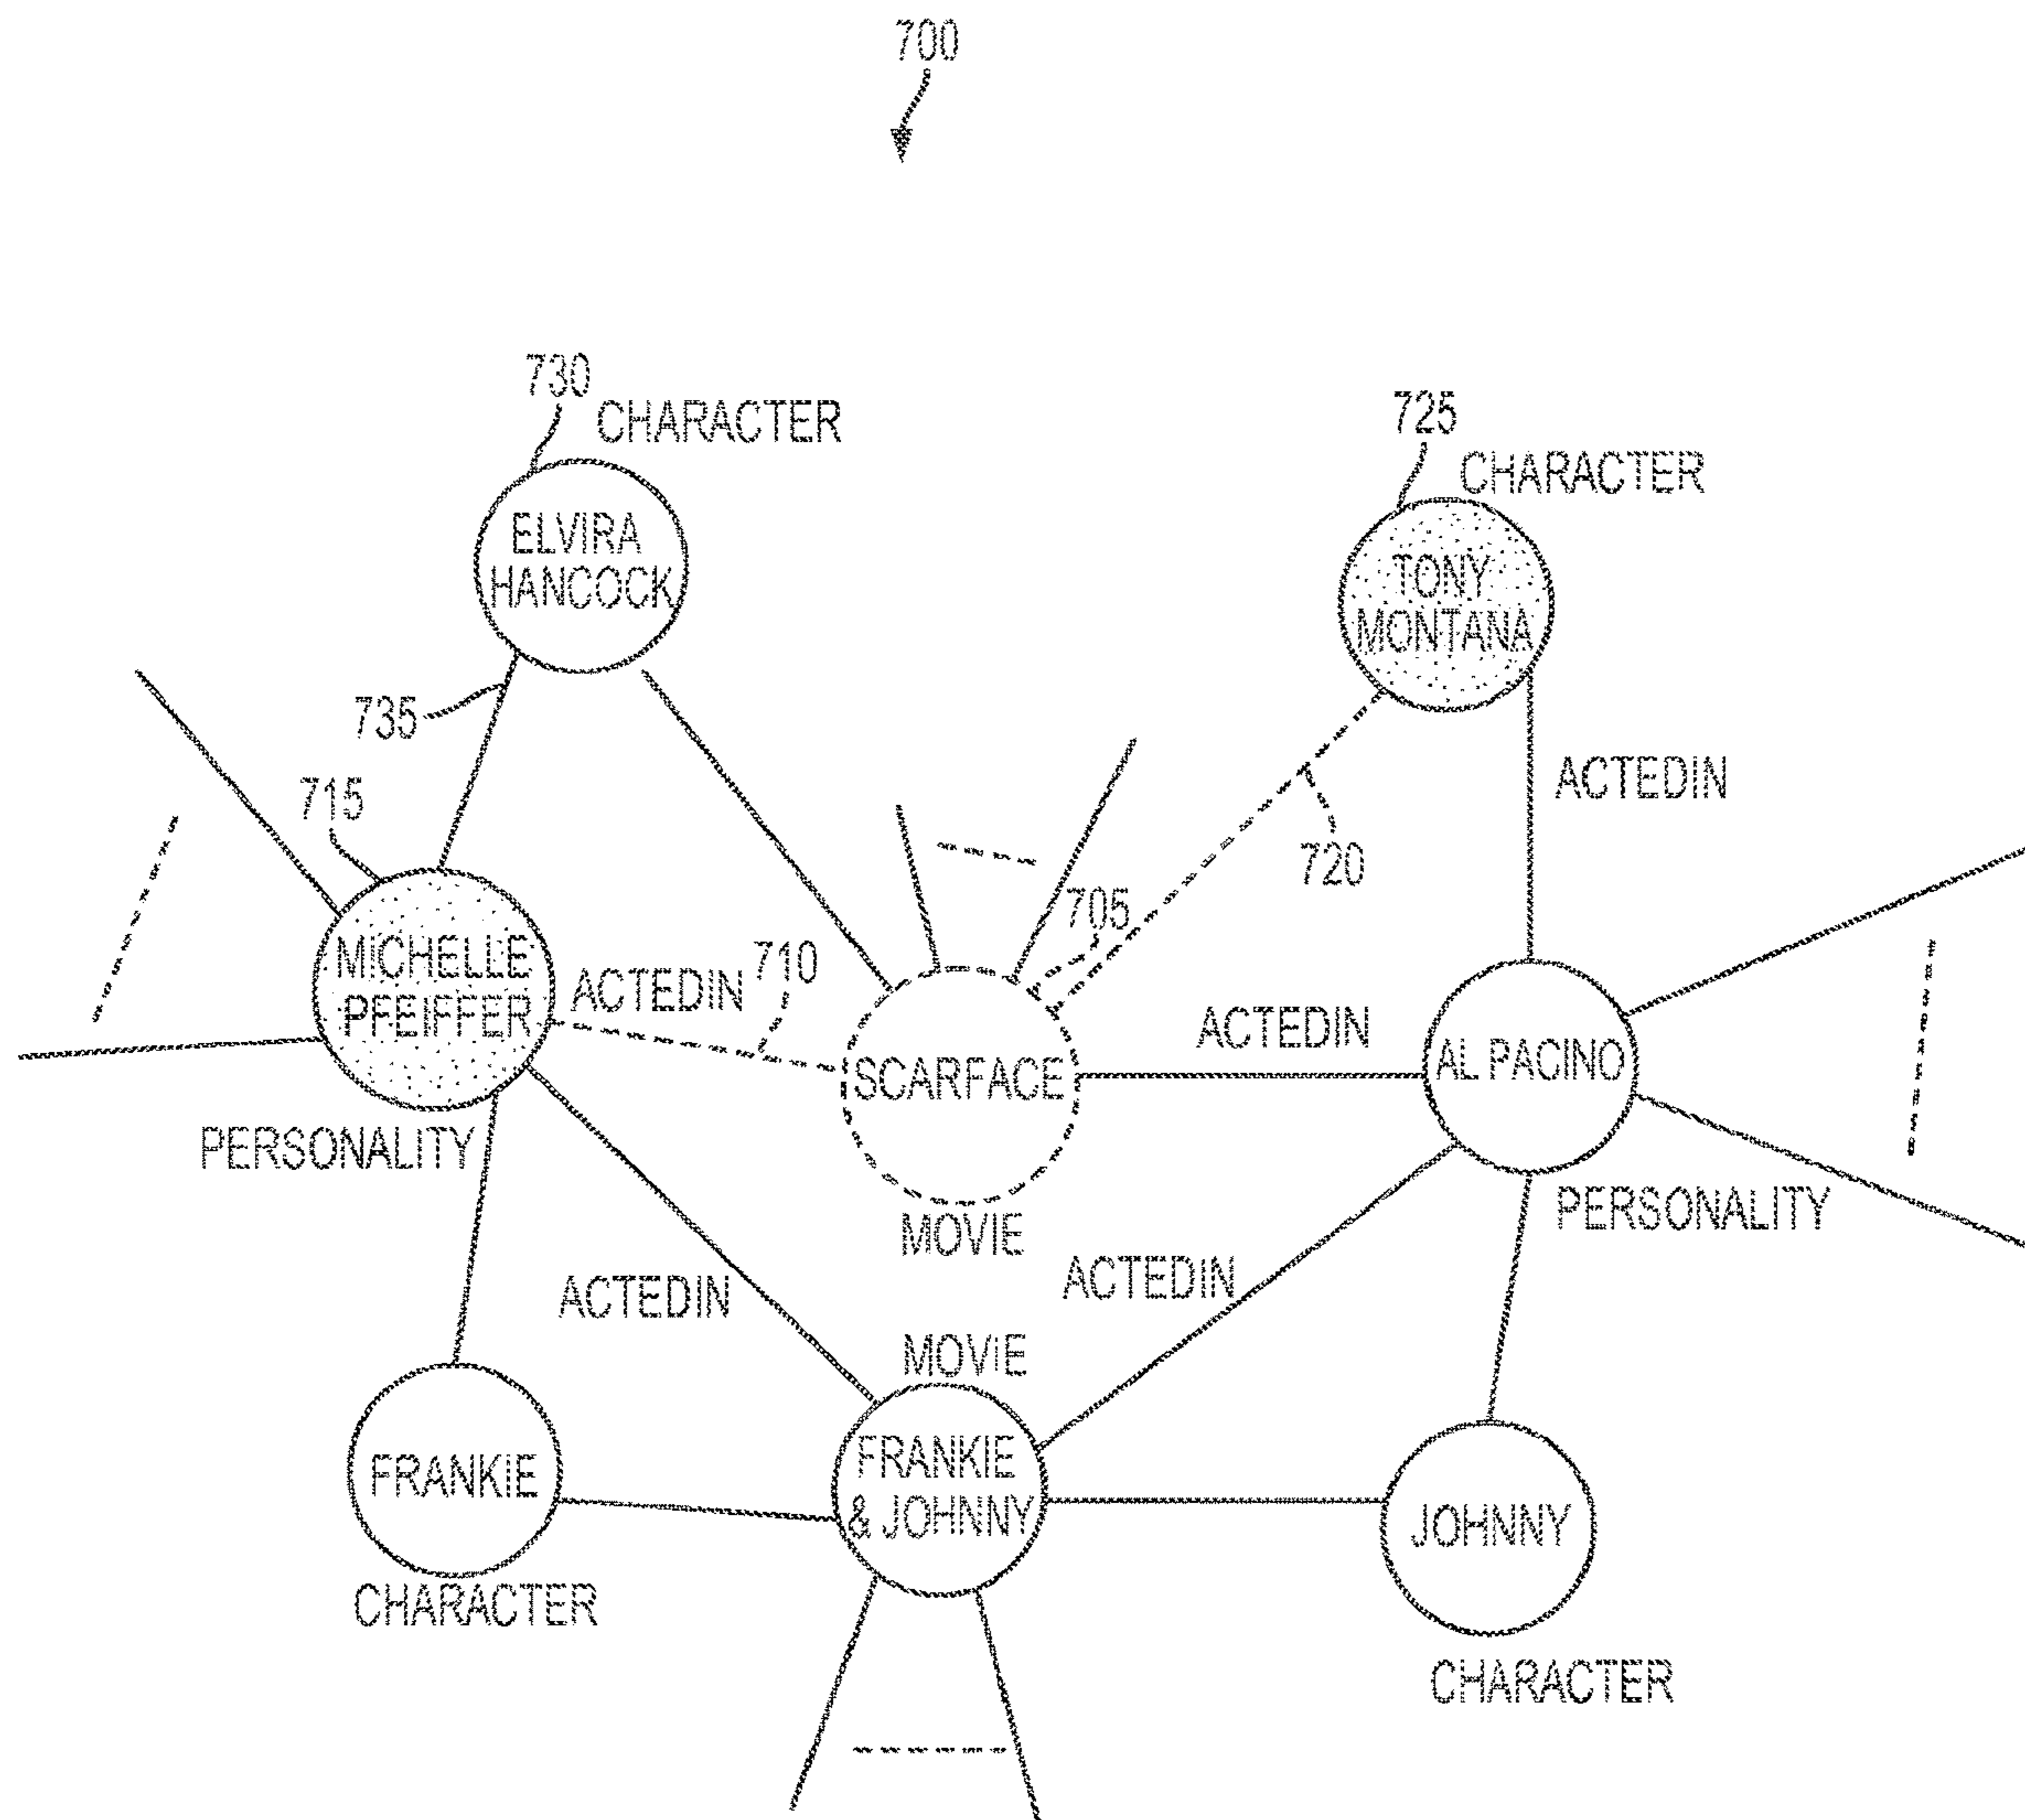 700
730
CHARACTER
725
CHARACTER
ELVIRA
HANCOCK
TONY
MONTANA
735
ACTEDIN
715
720
705
MICHELLE
PFEIFFER
ACTEDIN
710
SCARFACE
ACTEDIN
AL PACINO
PERSONALITY
MOVIE
PERSONALITY
ACTEDIN
ACTEDIN
MOVIE
FRANKIE
FRANKIE
& JOHNNY
JOHNNY
CHARACTER
CHARACTER